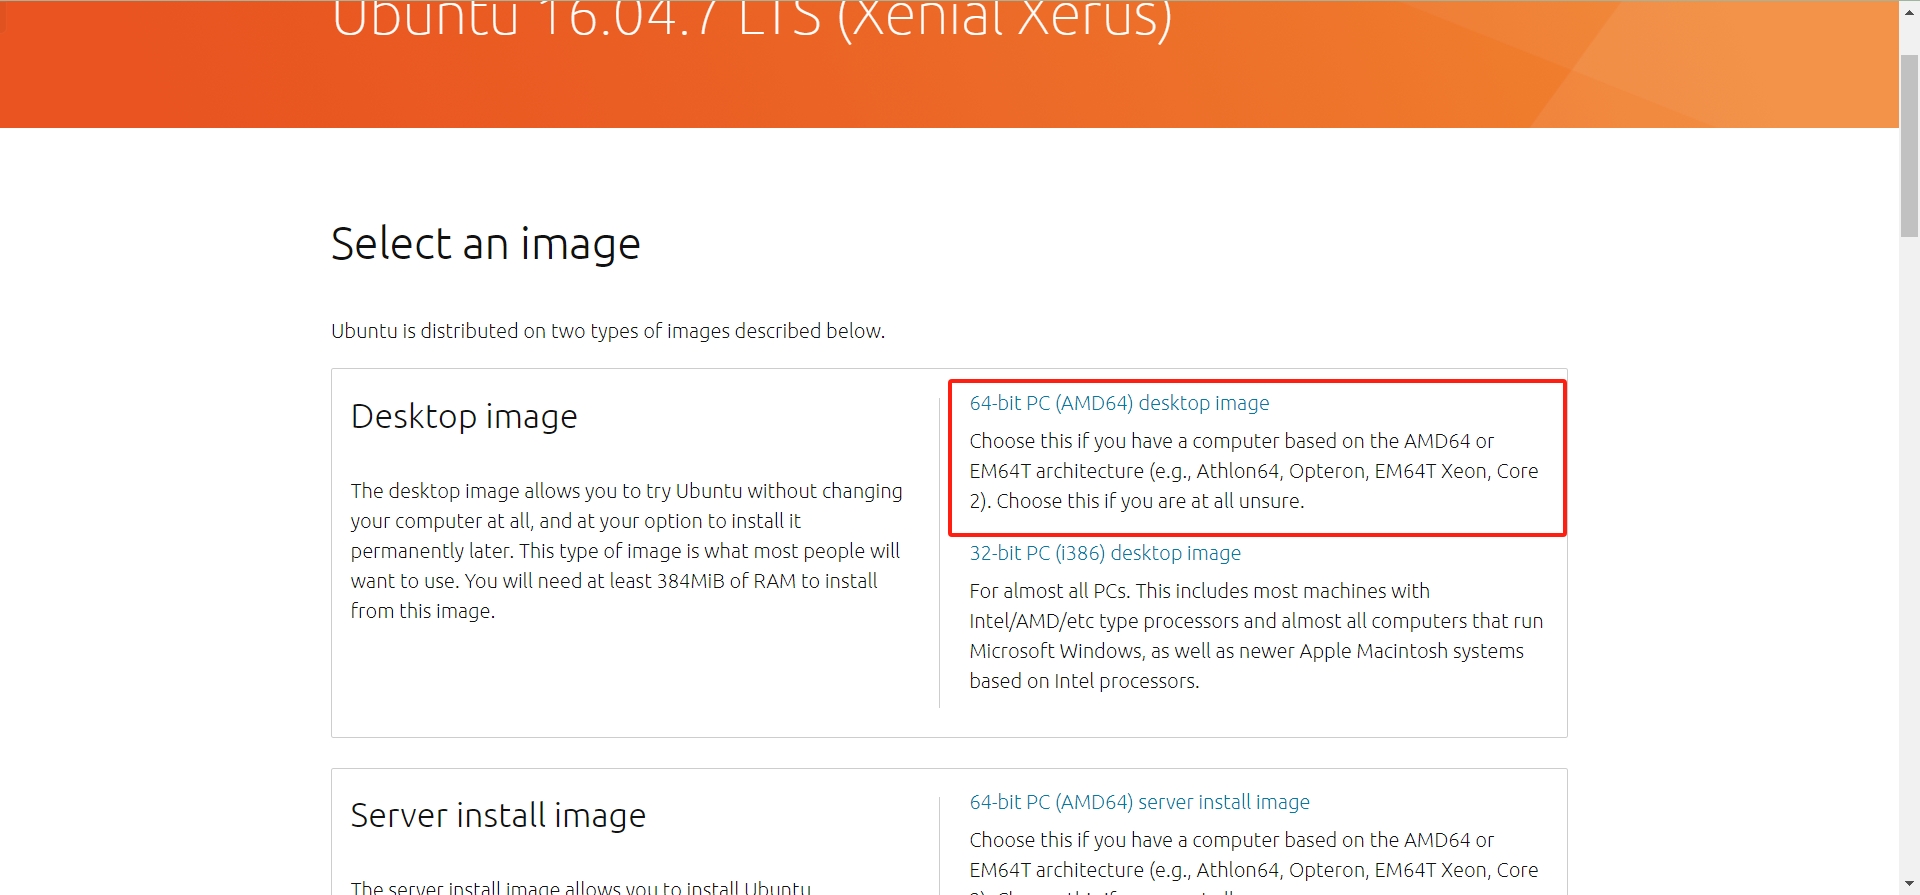 Ubuntu 16.04.7 LTS (Xenial Xerus)
Select an image
Ubuntu is distributed on two types of images described below.
Desktop image
The desktop image allows you to try Ubuntu without changing
your computer at all, and at your option to install it
permanently later. This type of image is what most people will
want to use. You will need at least 384MiB of RAM to install
from this image.
64-bit PC (AMD64) desktop image
Choose this if you have a computer based on the AMD64 or
EM64T architecture (e.g., Athlon64, Opteron, EM64T Xeon, Core
2). Choose this if you are at all unsure.
32-bit PC (i386) desktop image
For almost all PCs. This includes most machines with
Intel/AMD/etc type processors and almost all computers that run
Microsoft Windows, as well as newer Apple Macintosh systems
based on Intel processors.
Server install image
The server install image allows you to install Ubuntu
64-bit PC (AMD64) server install image
Choose this if you have a computer based on the AMD64 or
EM64T architecture (e.g., Athlon64, Opteron, EM64T Xeon, Core